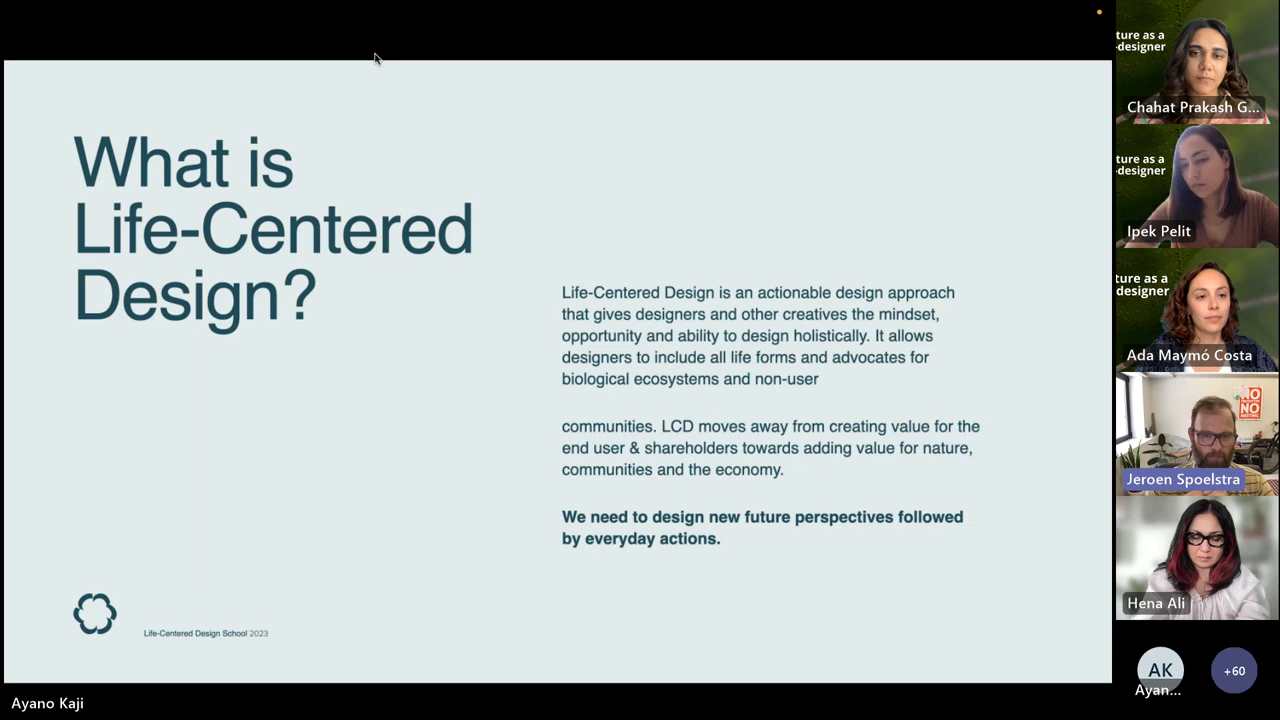 What is
Life-Centered
Design?
Life-Centered Design is an actionable design approach
that gives designers and other creatives the mindset,
opportunity and ability to design holistically. It allows
designers to include all life forms and advocates for
biological ecosystems and non-user
communities. LCD moves away from creating value for the
end user & shareholders towards adding value for nature,
communities and the economy.
We need to design new future perspectives followed
by everyday actions.
Life-Centered Design School 2023
Ayano Kaji
ture as a
-designer
Chahat Prakash G...
ture as a
-designer
Ipek Pelit
ture as a
designer
Ada Maymó Costa
NO
NO
MEETING
Jeroen Spoelstra
Hena Ali
AK
Ayan...
+60